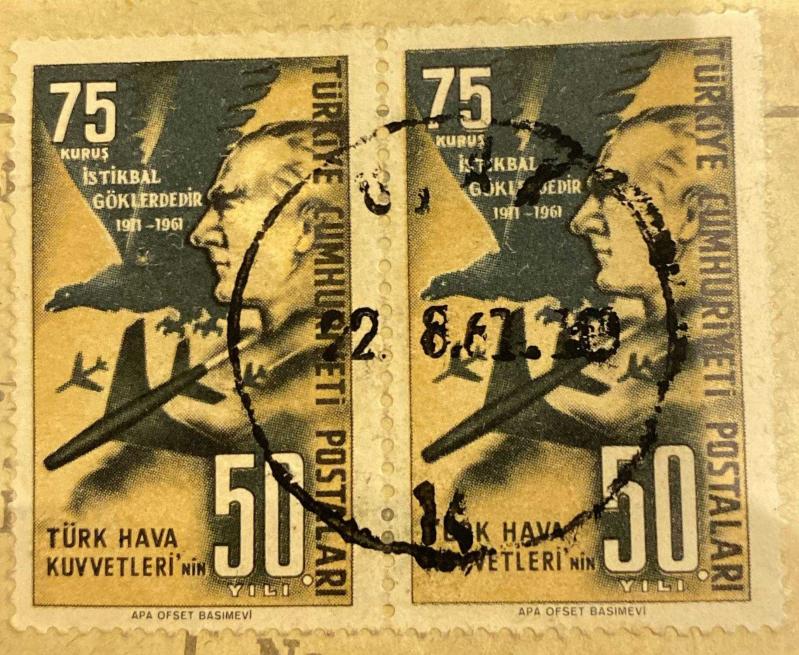 75
KURUŞ
İSTİKBAL
GÖKLERDEDİR
1911-1961
TÜRKİYE CUMHURİYETİ POSTALARI
TÜRK HAVA
KUVVETLERİ'NİN
50.
YILI
APA OFSET BASIMEVİ
75
KURUŞ
İSTİKBAL
GÖKLERDEDİR
1911-1961
TÜRKİYE CUMHURİYETİ POSTALARI
TÜRK HAVA
KUVVETLERİ'NİN
50.
YILI
APA OFSET BASIMEVİ